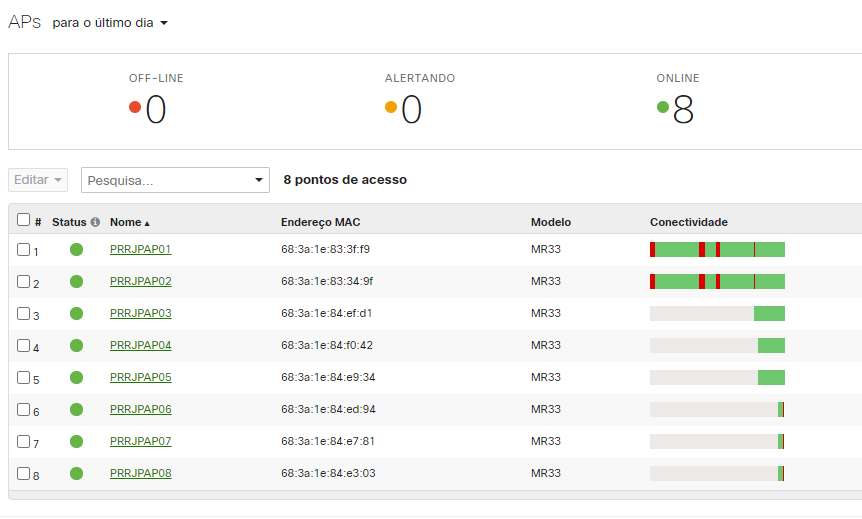 APs para o último dia
OFF-LINE ALERTANDO ONLINE
0 0 8
Editar Pesquisa... 8 pontos de acesso
# Status Nome Endereço MAC Modelo Conectividade
1 PRRJPAP01 68:3a:1e:83:3f:f9 MR33
2 PRRJPAP02 68:3a:1e:83:34:9f MR33
3 PRRJPAP03 68:3a:1e:84:ef:d1 MR33
4 PRRJPAP04 68:3a:1e:84:f0:42 MR33
5 PRRJPAP05 68:3a:1e:84:e9:34 MR33
6 PRRJPAP06 68:3a:1e:84:ed:94 MR33
7 PRRJPAP07 68:3a:1e:84:e7:81 MR33
8 PRRJPAP08 68:3a:1e:84:e3:03 MR33